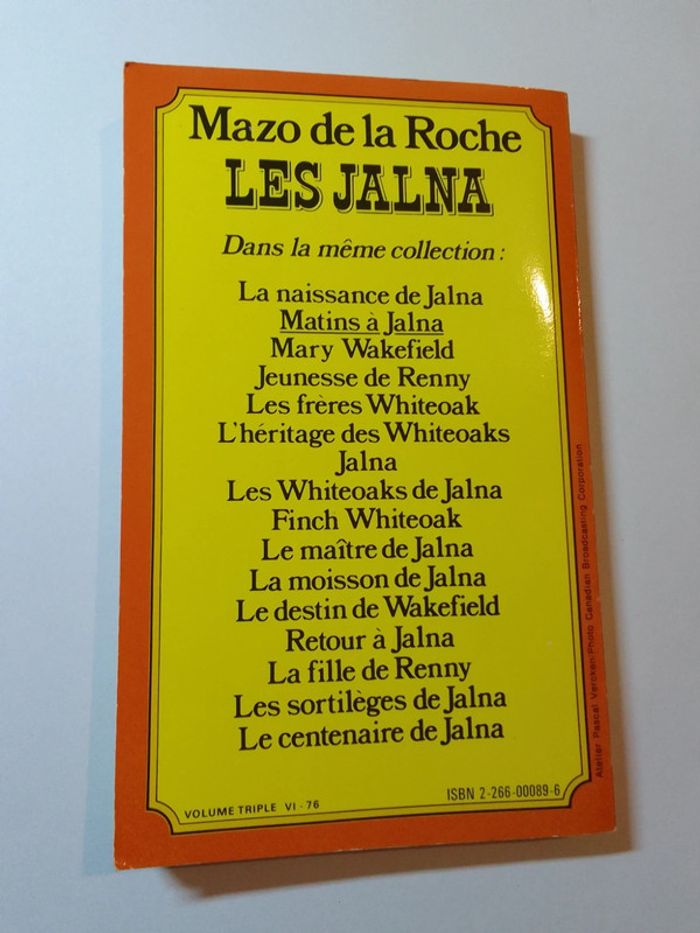 Mazo de la Roche
LES JALNA
Dans la même collection :
La naissance de Jalna
Matins à Jalna
Mary Wakefield
Jeunesse de Renny
Les frères Whiteoak
L'héritage des Whiteoaks
Jalna
Les Whiteoaks de Jalna
Finch Whiteoak
Le maître de Jalna
La moisson de Jalna
Le destin de Wakefield
Retour à Jalna
La fille de Renny
Les sortilèges de Jalna
Le centenaire de Jalna
VOLUME TRIPLE VI - 76
ISBN 2-266-00089-6
Atelier Pascal Vercken/Photo Canadian Broadcasting Corporation